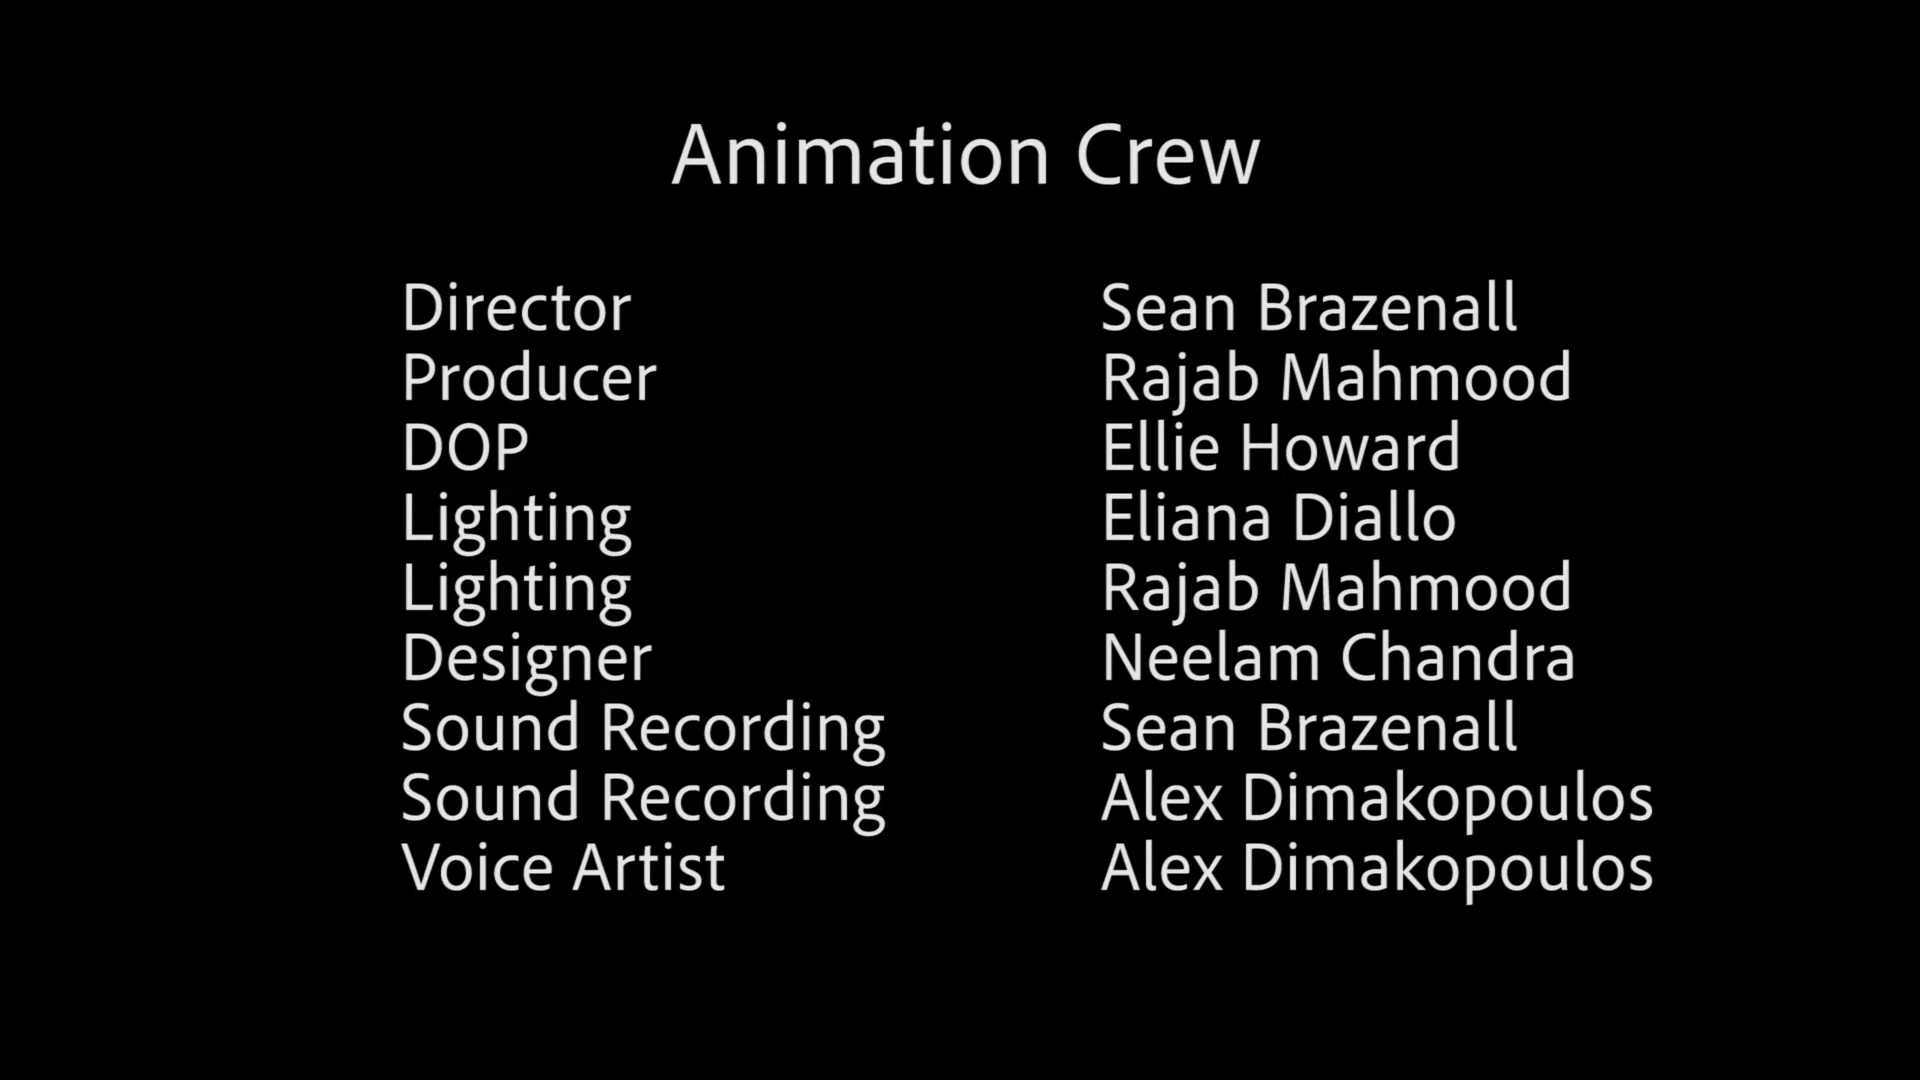 Animation Crew
Director Sean Brazenall
Producer Rajab Mahmood
DOP Ellie Howard
Lighting Eliana Diallo
Lighting Rajab Mahmood
Designer Neelam Chandra
Sound Recording Sean Brazenall
Sound Recording Alex Dimakopoulos
Voice Artist Alex Dimakopoulos